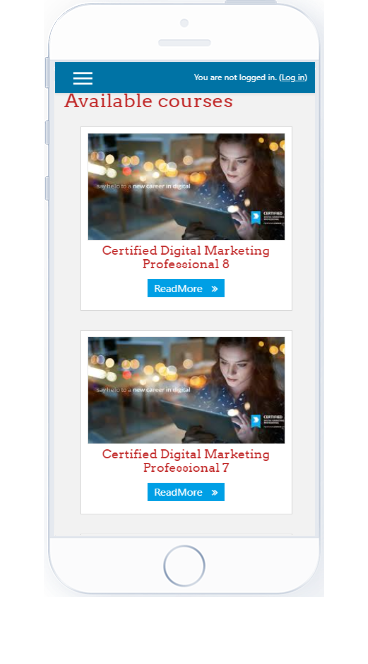 You are not logged in. (Log in)
Available courses
Say hello to a new career in digital
CERTIFIED
Certified Digital Marketing
Professional 8
ReadMore »
Say hello to a new career in digital
CERTIFIED
Certified Digital Marketing
Professional 7
ReadMore »